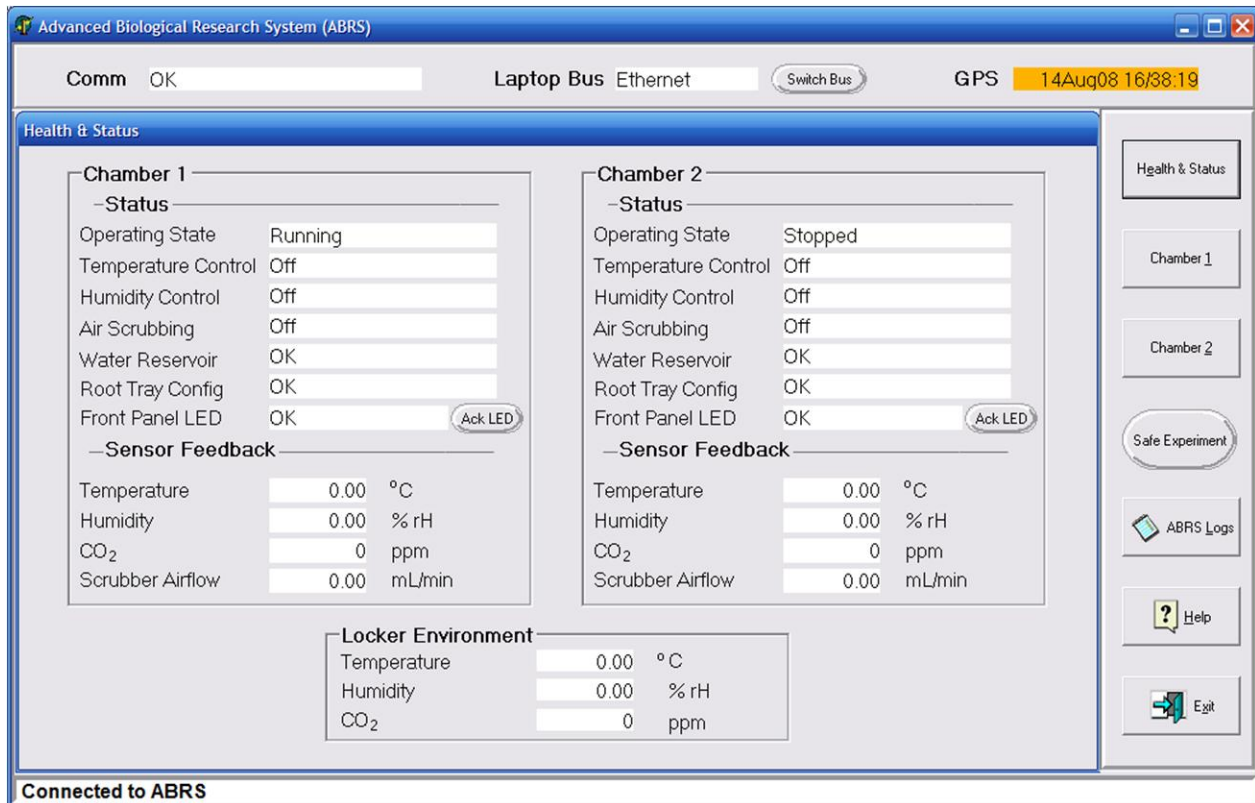 Advanced Biological Research System (ABRS)
Comm OK Laptop Bus Ethernet Switch Bus GPS 14Aug08 16/38:19
Health & Status
Chamber 1
Status
Operating State Running
Temperature Control Off
Humidity Control Off
Air Scrubbing Off
Water Reservoir OK
Root Tray Config OK
Front Panel LED OK Ack LED
Sensor Feedback
Temperature 0.00 °C
Humidity 0.00 % rH
CO₂ 0 ppm
Scrubber Airflow 0.00 mL/min
Chamber 2
Status
Operating State Stopped
Temperature Control Off
Humidity Control Off
Air Scrubbing Off
Water Reservoir OK
Root Tray Config OK
Front Panel LED OK Ack LED
Sensor Feedback
Temperature 0.00 °C
Humidity 0.00 % rH
CO₂ 0 ppm
Scrubber Airflow 0.00 mL/min
Locker Environment
Temperature 0.00 °C
Humidity 0.00 % rH
CO₂ 0 ppm
Health & Status
Chamber 1
Chamber 2
Safe Experiment
ABRS Logs
? Help
Exit
Connected to ABRS